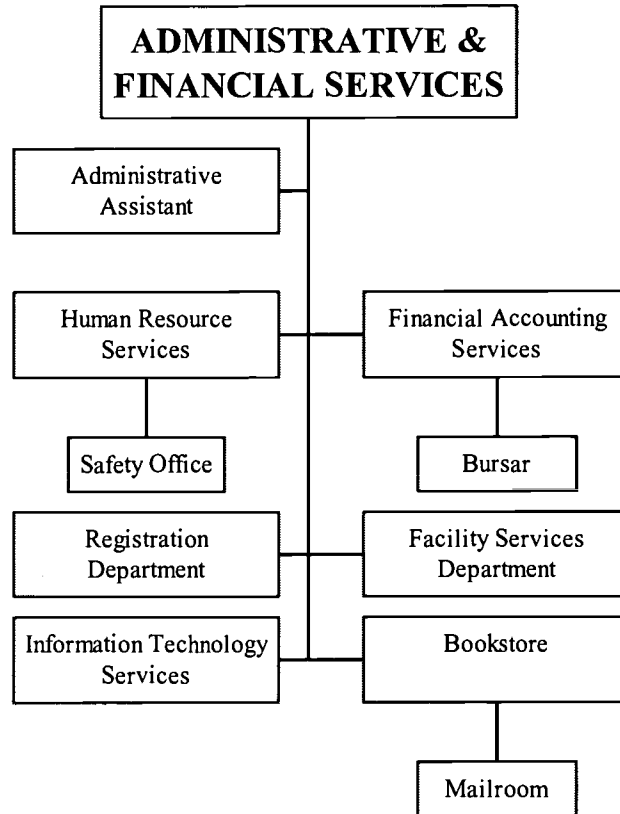 ADMINISTRATIVE &
FINANCIAL SERVICES
Administrative
Assistant
Human Resource
Services
Financial Accounting
Services
Safety Office
Bursar
Registration
Department
Facility Services
Department
Information Technology
Services
Bookstore
Mailroom